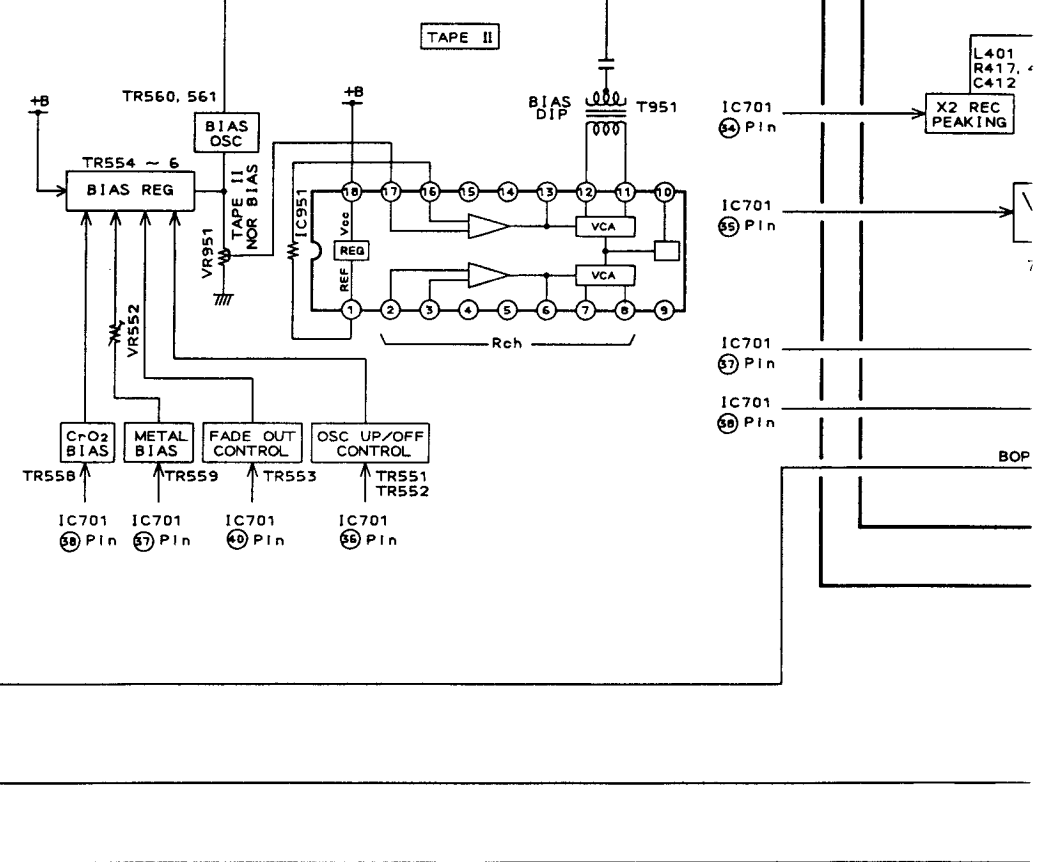 TAPE II
L401
R417,
C412
+B
TR560, 561
+B
BIAS
DIP
T951
IC701
34 Pin
X2 REC
PEAKING
BIAS
OSC
TR554 ~ 6
BIAS REG
TAPE II
NOR BIAS
VR951
IC951
18 17 16 15 14 13 12 11 10
Vcc
REG
REF
VCA
VCA
1 2 3 4 5 6 7 8 9
Rch
IC701
35 Pin
VR552
IC701
37 Pin
IC701
38 Pin
CrO2
BIAS
METAL
BIAS
FADE OUT
CONTROL
OSC UP/OFF
CONTROL
TR558
TR559
TR553
TR551
TR552
BOP
IC701
38 Pin
IC701
37 Pin
IC701
40 Pin
IC701
36 Pin